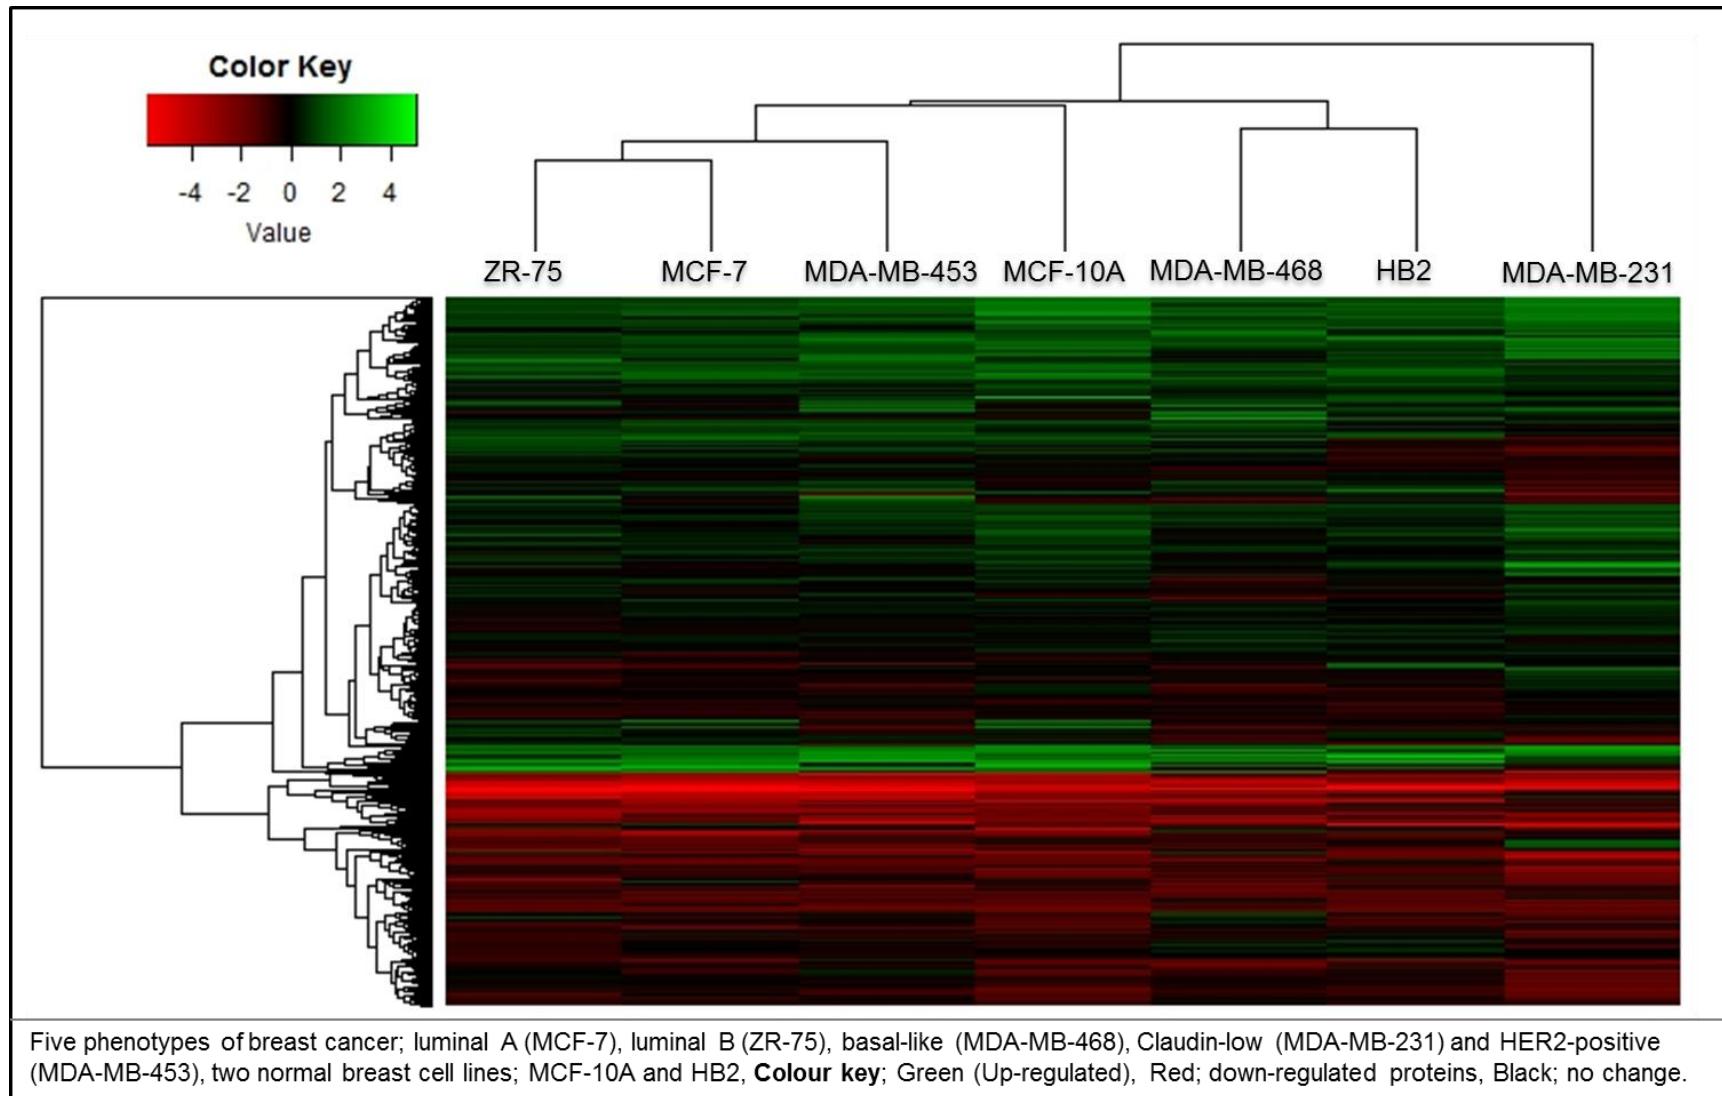 Color Key
-4 -2 0 2 4
Value
ZR-75 MCF-7 MDA-MB-453 MCF-10A MDA-MB-468 HB2 MDA-MB-231
Five phenotypes of breast cancer; luminal A (MCF-7), luminal B (ZR-75), basal-like (MDA-MB-468), Claudin-low (MDA-MB-231) and HER2-positive
(MDA-MB-453), two normal breast cell lines; MCF-10A and HB2, Colour key; Green (Up-regulated), Red; down-regulated proteins, Black; no change.